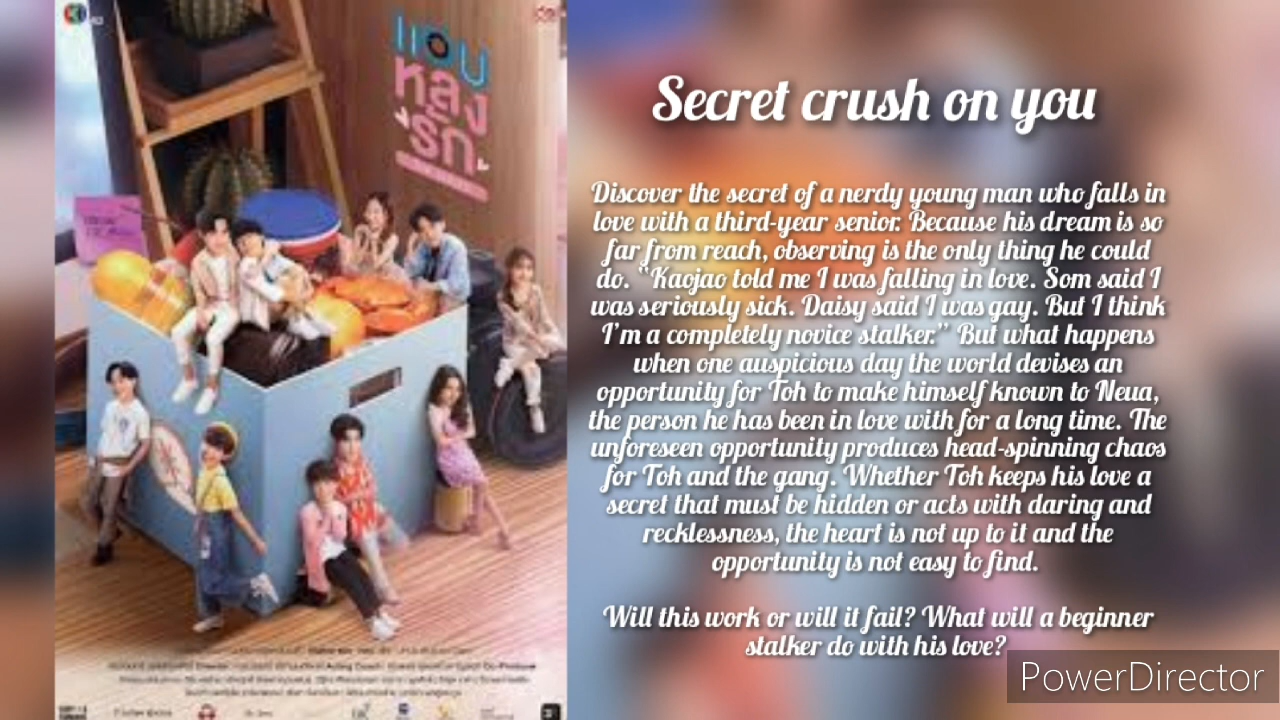 แอบ
หลง
รัก
Secret crush on you
Discover the secret of a nerdy young man who falls in
love with a third-year senior. Because his dream is so
far from reach, observing is the only thing he could
do. “Kaojao told me I was falling in love. Som said I
was seriously sick. Daisy said I was gay. But I think
I’m a completely novice stalker.” But what happens
when one auspicious day the world devises an
opportunity for Toh to make himself known to Neua,
the person he has been in love with for a long time. The
unforeseen opportunity produces head-spinning chaos
for Toh and the gang. Whether Toh keeps his love a
secret that must be hidden or acts with daring and
recklessness, the heart is not up to it and the
opportunity is not easy to find.
Will this work or will it fail? What will a beginner
stalker do with his love?
PowerDirector